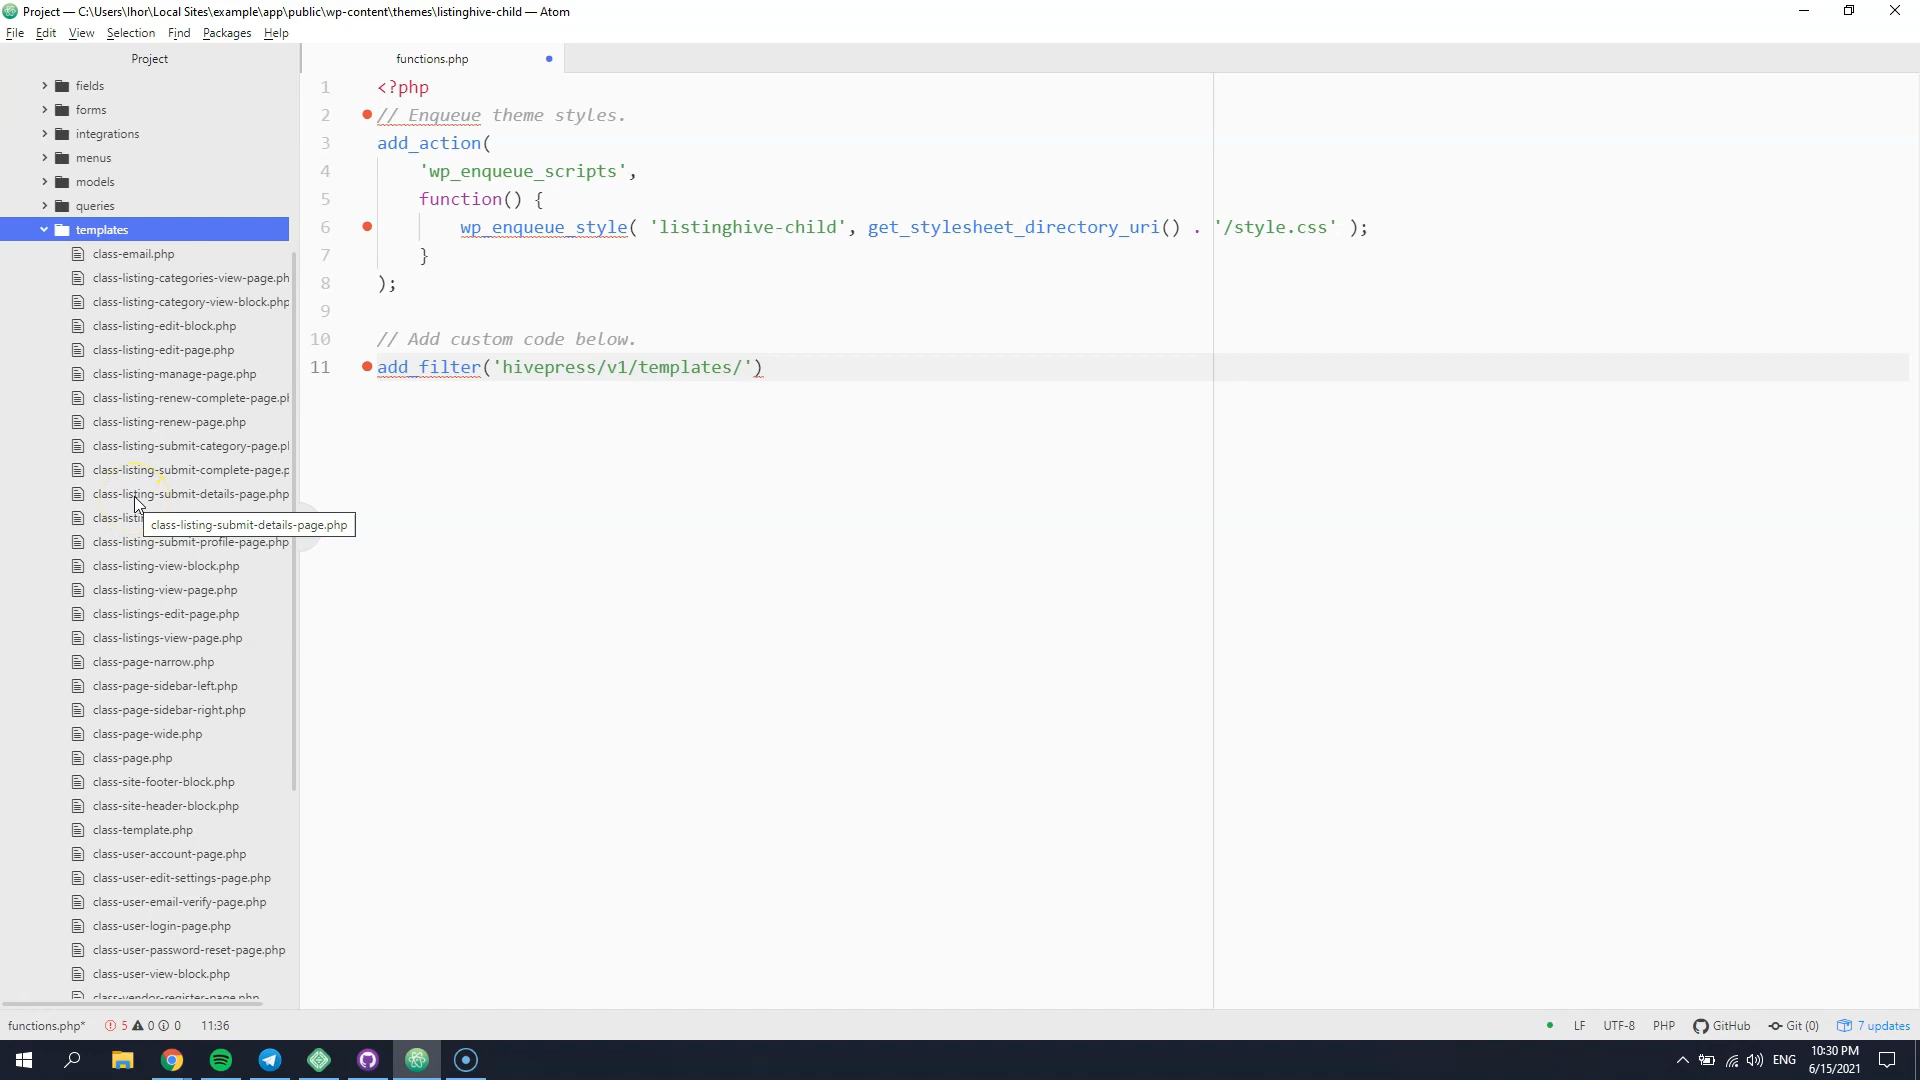 Project — C:\Users\Ihor\Local Sites\example\app\public\wp-content\themes\listinghive-child — Atom
File Edit View Selection Find Packages Help
Project
functions.php
fields
forms
integrations
menus
models
queries
templates
class-email.php
class-listing-categories-view-page.ph
class-listing-category-view-block.php
class-listing-edit-block.php
class-listing-edit-page.php
class-listing-manage-page.php
class-listing-renew-complete-page.ph
class-listing-renew-page.php
class-listing-submit-category-page.pl
class-listing-submit-complete-page.p
class-listing-submit-details-page.php
class-listi
class-listing-submit-details-page.php
class-listing-submit-profile-page.php
class-listing-view-block.php
class-listing-view-page.php
class-listings-edit-page.php
class-listings-view-page.php
class-page-narrow.php
class-page-sidebar-left.php
class-page-sidebar-right.php
class-page-wide.php
class-page.php
class-site-footer-block.php
class-site-header-block.php
class-template.php
class-user-account-page.php
class-user-edit-settings-page.php
class-user-email-verify-page.php
class-user-login-page.php
class-user-password-reset-page.php
class-user-view-block.php
class-vendor-register-page.php
1 <?php
2 // Enqueue theme styles.
3 add_action(
4 'wp_enqueue_scripts',
5 function() {
6 wp_enqueue_style( 'listinghive-child', get_stylesheet_directory_uri() . '/style.css' );
7 }
8 );
9
10 // Add custom code below.
11 add_filter('hivepress/v1/templates/')
functions.php* 5 0 0 11:36 LF UTF-8 PHP GitHub Git (0) 7 updates
ENG 10:30 PM
6/15/2021